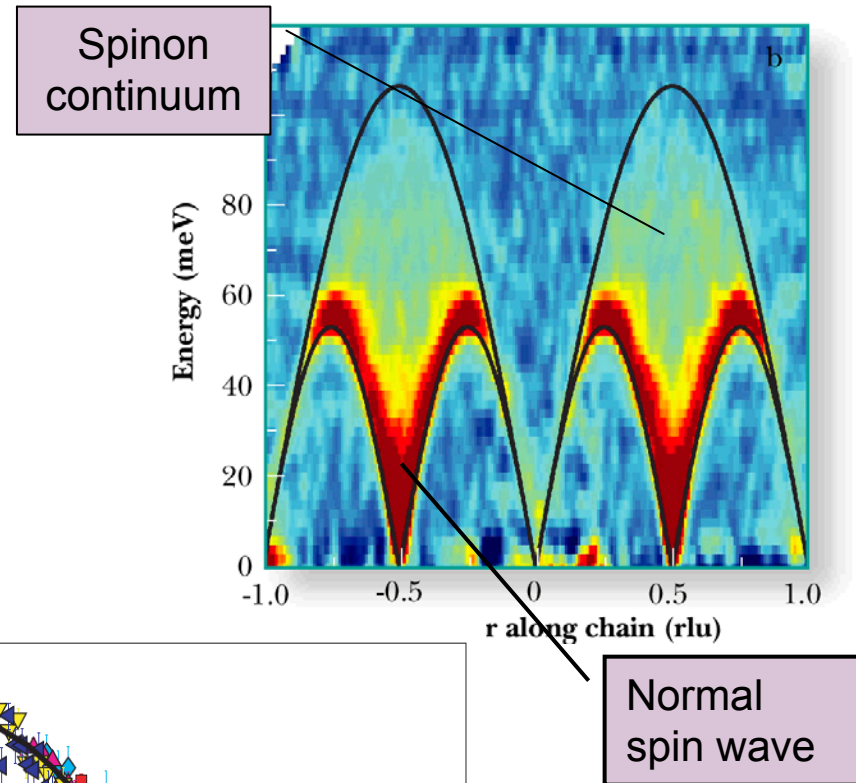 Spinon
continuum
b
Energy (meV)
80
60
40
20
0
-1.0
-0.5
0
0.5
1.0
r along chain (rlu)
Normal
spin wave